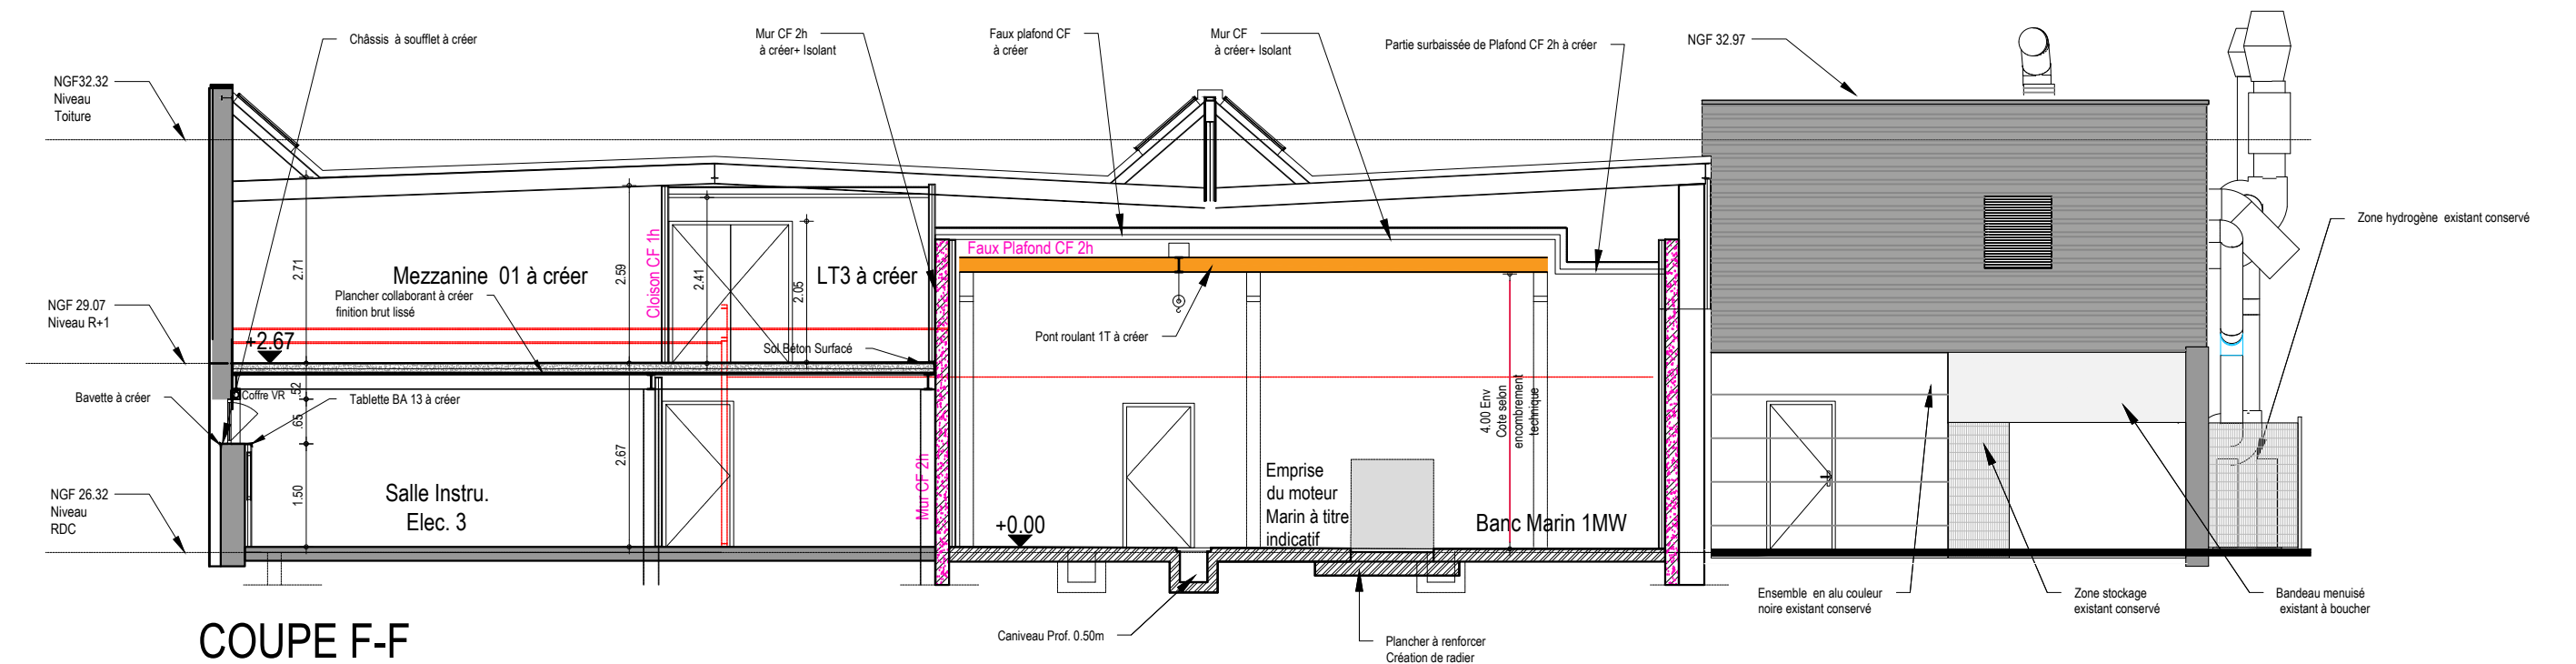 Châssis à soufflet à créer
Mur CF 2h
à créer+ Isolant
Faux plafond CF
à créer
Mur CF
à créer+ Isolant
Partie surbaissée de Plafond CF 2h à créer
NGF 32.97
NGF32.32
Niveau
Toiture
Zone hydrogène existant conservé
Faux Plafond CF 2h
Cloison CF 1h
2.71
2.59
2.41
2.05
Mezzanine 01 à créer
LT3 à créer
Plancher collaborant à créer
finition brut lissé
NGF 29.07
Niveau R+1
+2.67
Sol Béton Surfacé
Pont roulant 1T à créer
4.00 Env
Cote selon
encombrement
technique
Bavette à créer
Coffre VR
.52
.65
Tablette BA 13 à créer
2.67
1.50
Mur CF 2h
Salle Instru.
Elec. 3
NGF 26.32
Niveau
RDC
+0.00
Emprise
du moteur
Marin à titre
indicatif
Banc Marin 1MW
Ensemble en alu couleur
noire existant conservé
Zone stockage
existant conservé
Bandeau menuisé
existant à boucher
Caniveau Prof. 0.50m
Plancher à renforcer
Création de radier
COUPE F-F